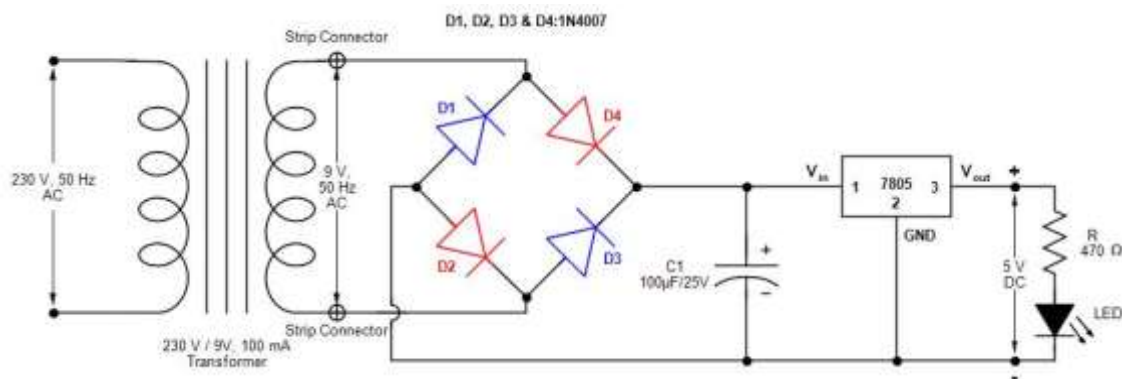 D1, D2, D3 & D4:1N4007
Strip Connector
D1
D4
230 V, 50 Hz
AC
9 V,
50 Hz
AC
V in
1 7805 3
2
V out
+
GND
D2
D3
C1
100µF/25V
+
−
5 V
DC
R
470 Ω
LED
Strip Connector
230 V / 9V, 100 mA
Transformer
-